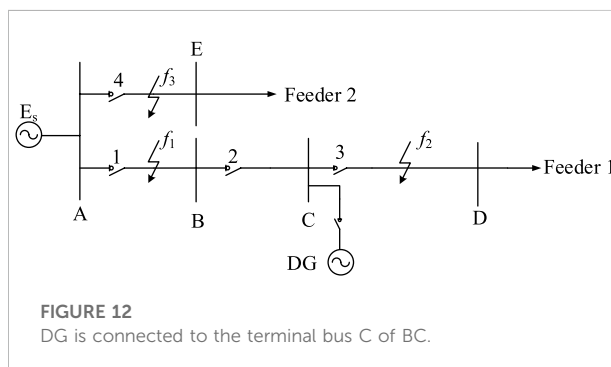 E
4
f3
Feeder 2
Es
1
f1
2
3
f2
Feeder 1
A
B
C
D
DG
FIGURE 12
DG is connected to the terminal bus C of BC.